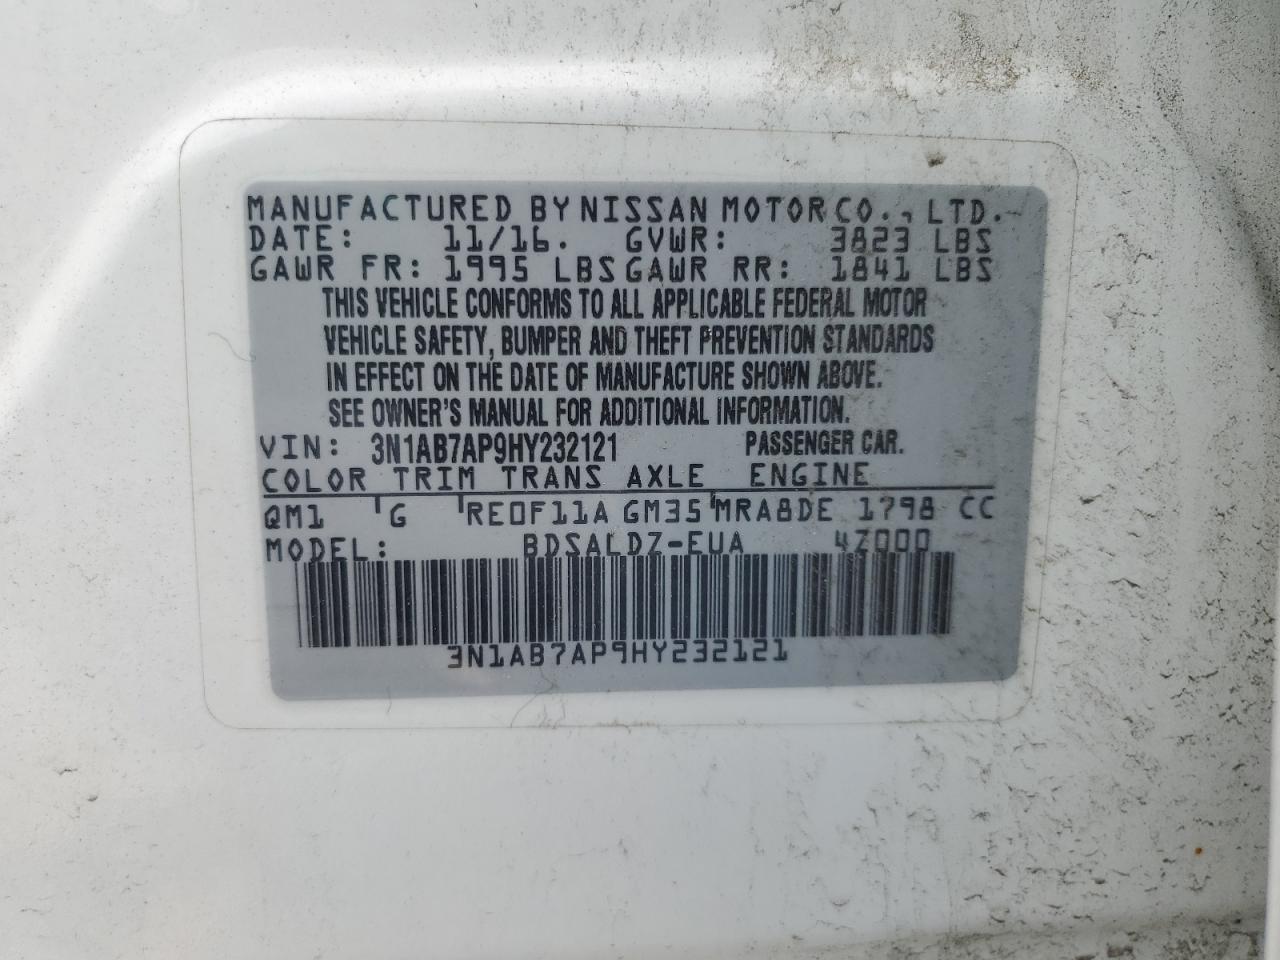 MANUFACTURED BY NISSAN MOTOR CO., LTD.
DATE: 11/16. GVWR: 3823 LBS
GAWR FR: 1995 LBS GAWR RR: 1841 LBS
THIS VEHICLE CONFORMS TO ALL APPLICABLE FEDERAL MOTOR
VEHICLE SAFETY, BUMPER AND THEFT PREVENTION STANDARDS
IN EFFECT ON THE DATE OF MANUFACTURE SHOWN ABOVE.
SEE OWNER'S MANUAL FOR ADDITIONAL INFORMATION.
VIN: 3N1AB7AP9HY232121 PASSENGER CAR.
COLOR TRIM TRANS AXLE ENGINE
QM1 G RE0F11A GM35 MRA8DE 1798 CC
MODEL: BDSALDZ-EUA 4Z000
3N1AB7AP9HY232121